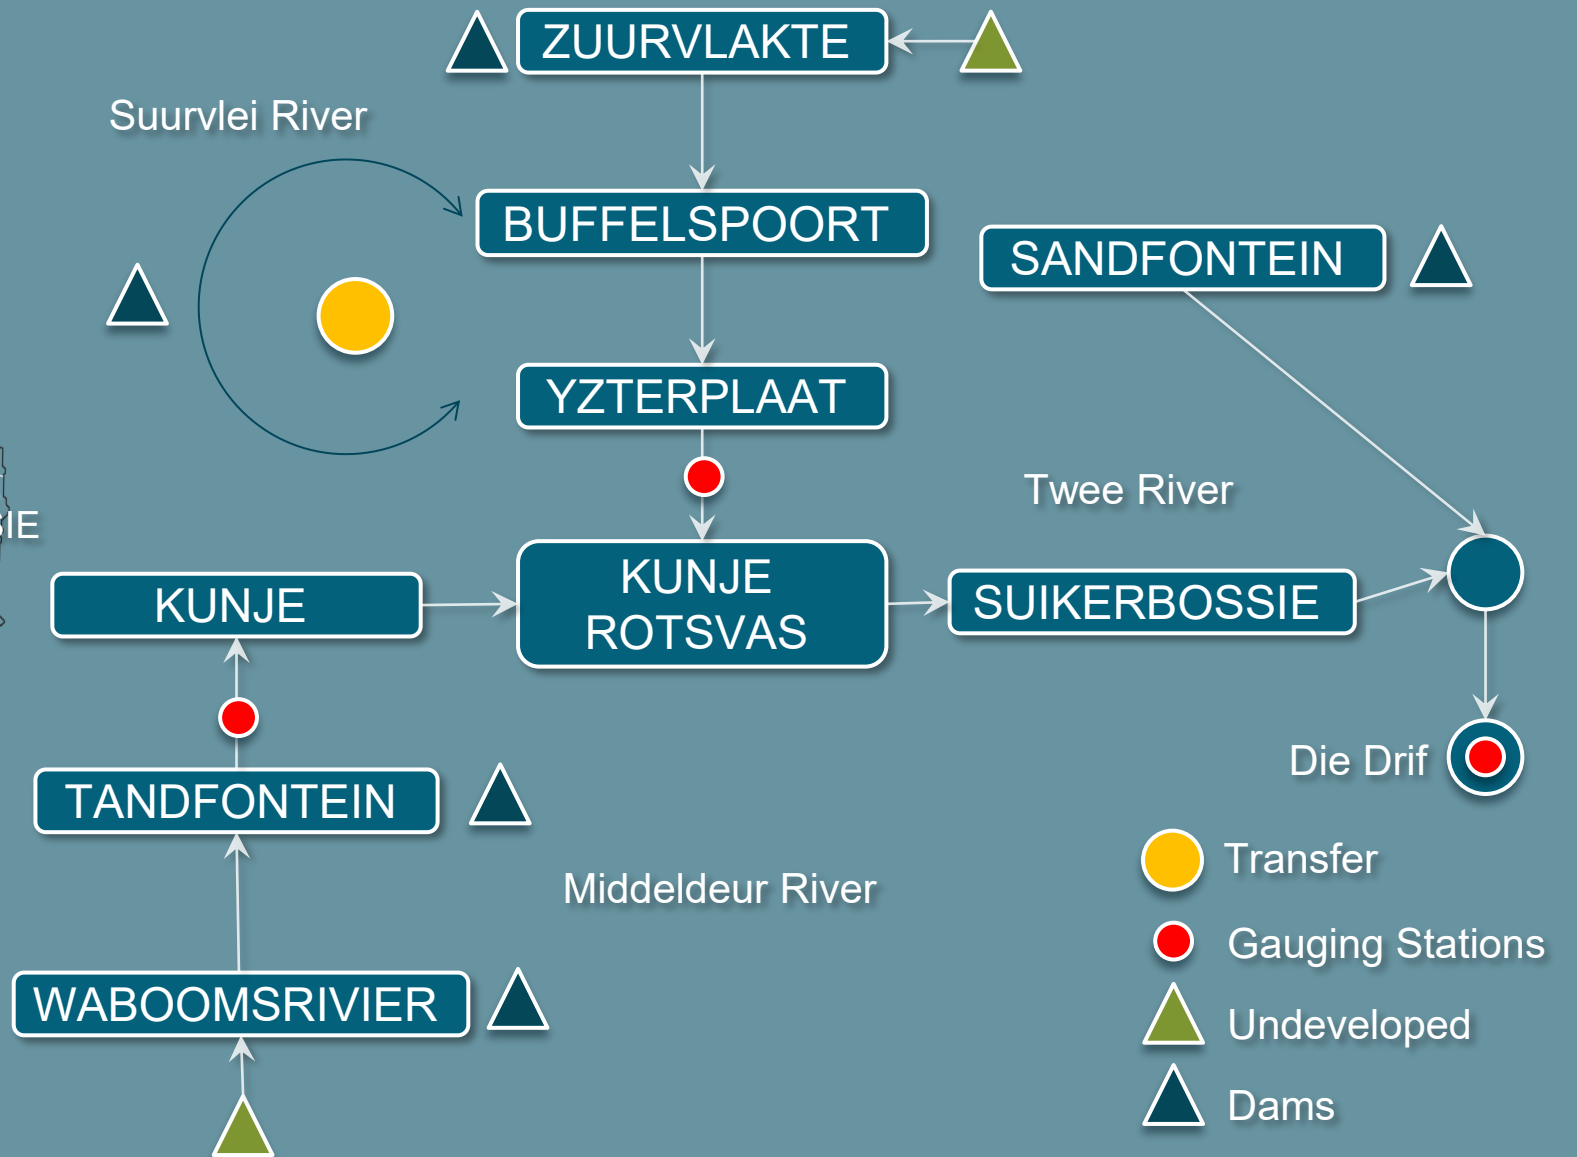 ZUURVLAKTE
Suurvlei River
BUFFELSPOORT
SANDFONTEIN
YZTERPLAAT
Twee River
IE
KUNJE
KUNJE
ROTSVAS
SUIKERBOSSIE
Die Drif
TANDFONTEIN
Transfer
Middeldeur River
Gauging Stations
WABOOMSRIVIER
Undeveloped
Dams